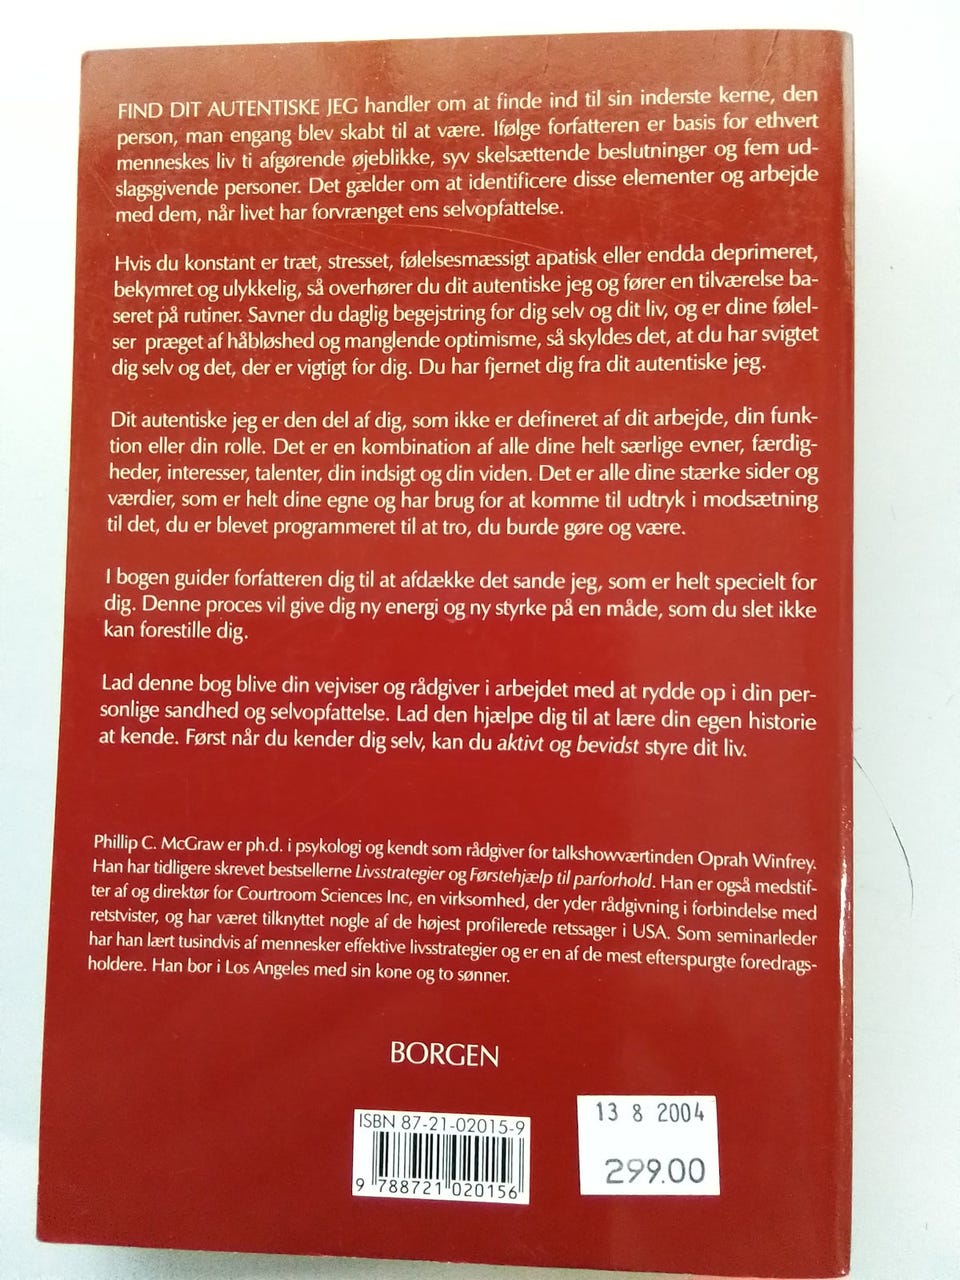 FIND DIT AUTENTISKE JEG handler om at finde ind til sin inderste kerne, den
person, man engang blev skabt til at være. Ifølge forfatteren er basis for ethvert
menneskes liv ti afgørende øjeblikke, syv skelsættende beslutninger og fem ud-
slagsgivende personer. Det gælder om at identificere disse elementer og arbejde
med dem, når livet har forvrænget ens selvopfattelse.
Hvis du konstant er træt, stresset, følelsesmæssigt apatisk eller endda deprimeret,
bekymret og ulykkelig, så overhører du dit autentiske jeg og fører en tilværelse ba-
seret på rutiner. Savner du daglig begejstring for dig selv og dit liv, og er dine følel-
ser præget af håbløshed og manglende optimisme, så skyldes det, at du har svigtet
dig selv og det, der er vigtigt for dig. Du har fjernet dig fra dit autentiske jeg.
Dit autentiske jeg er den del af dig, som ikke er defineret af dit arbejde, din funk-
tion eller din rolle. Det er en kombination af alle dine helt særlige evner, færdig-
heder, interesser, talenter, din indsigt og din viden. Det er alle dine stærke sider og
værdier, som er helt dine egne og har brug for at komme til udtryk i modsætning
til det, du er blevet programmeret til at tro, du burde gøre og være.
I bogen guider forfatteren dig til at afdække det sande jeg, som er helt specielt for
dig. Denne proces vil give dig ny energi og ny styrke på en måde, som du slet ikke
kan forestille dig.
Lad denne bog blive din vejviser og rådgiver i arbejdet med at rydde op i din per-
sonlige sandhed og selvopfattelse. Lad den hjælpe dig til at lære din egen historie
at kende. Først når du kender dig selv, kan du aktivt og bevidst styre dit liv.
Phillip C. McGraw er ph.d. i psykologi og kendt som rådgiver for talkshowværtinden Oprah Winfrey.
Han har tidligere skrevet bestsellerne Livsstrategier og Førstehjælp til parforhold. Han er også medstif-
ter af og direktør for Courtroom Sciences Inc, en virksomhed, der yder rådgivning i forbindelse med
retstvister, og har været tilknyttet nogle af de højest profilerede retssager i USA. Som seminarleder
har han lært tusindvis af mennesker effektive livsstrategier og er en af de mest efterspurgte foredrags-
holdere. Han bor i Los Angeles med sin kone og to sønner.
BORGEN
ISBN 87-21-02015-9
9 788721 020156
13 8 2004
299.00